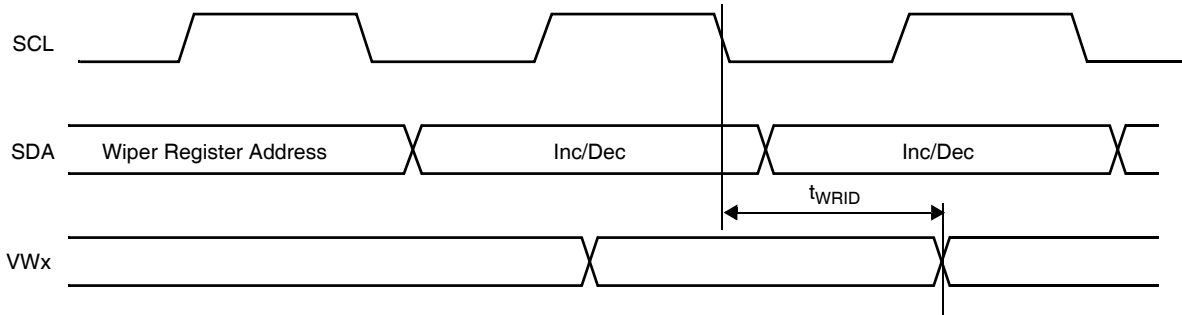 SCL
SDA
Wiper Register Address
Inc/Dec
Inc/Dec
tWRID
VWx